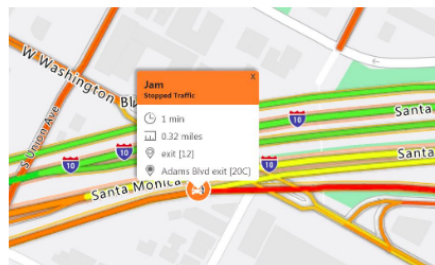 W Washington Bl
S Union Ave
X
Jam
Stopped Traffic
1 min
0.32 miles
exit [12]
Adams Blvd exit [20C]
10
Santa
10
10
10
Santa
Santa Monica